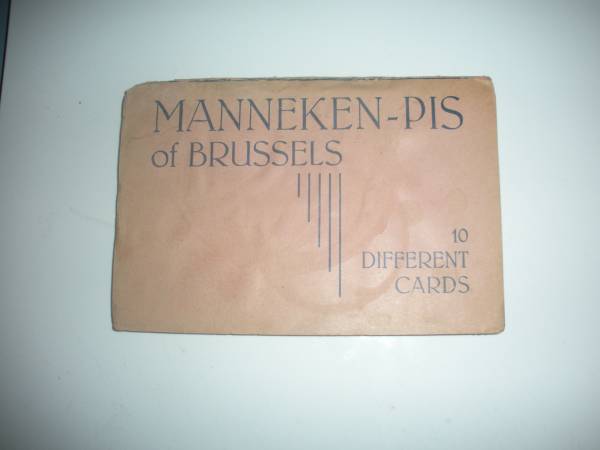 MANNEKEN-PIS
of BRUSSELS
10
DIFFERENT
CARDS